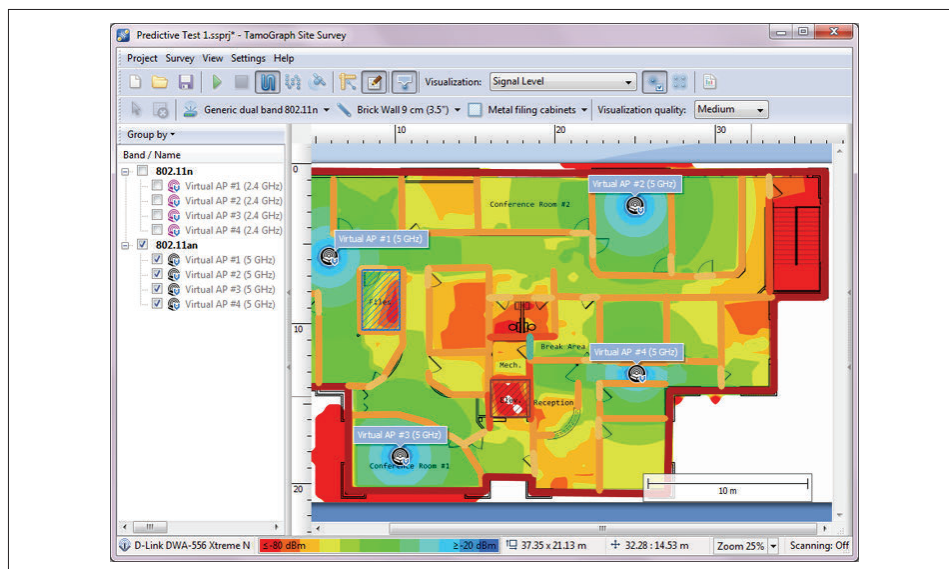 Predictive Test 1.ssprj* - TamoGraph Site Survey
Project Survey View Settings Help
Visualization: Signal Level
Generic dual band 802.11n Brick Wall 9 cm (3.5") Metal filing cabinets Visualization quality: Medium
Group by
Band / Name
802.11n
Virtual AP #1 (2.4 GHz)
Virtual AP #2 (2.4 GHz)
Virtual AP #3 (2.4 GHz)
Virtual AP #4 (2.4 GHz)
802.11an
Virtual AP #1 (5 GHz)
Virtual AP #2 (5 GHz)
Virtual AP #3 (5 GHz)
Virtual AP #4 (5 GHz)
10 20 30
0
10
20
Virtual AP #2 (5 GHz)
Conference Room #2
Virtual AP #1 (5 GHz)
Files
Break Area
Virtual AP #4 (5 GHz)
Mech.
Reception
Virtual AP #3 (5 GHz)
Conference Room #1
10 m
D-Link DWA-556 Xtreme N ≤-80 dBm ≥-20 dBm 37.35 x 21.13 m 32.28 : 14.53 m Zoom 25% Scanning: Off